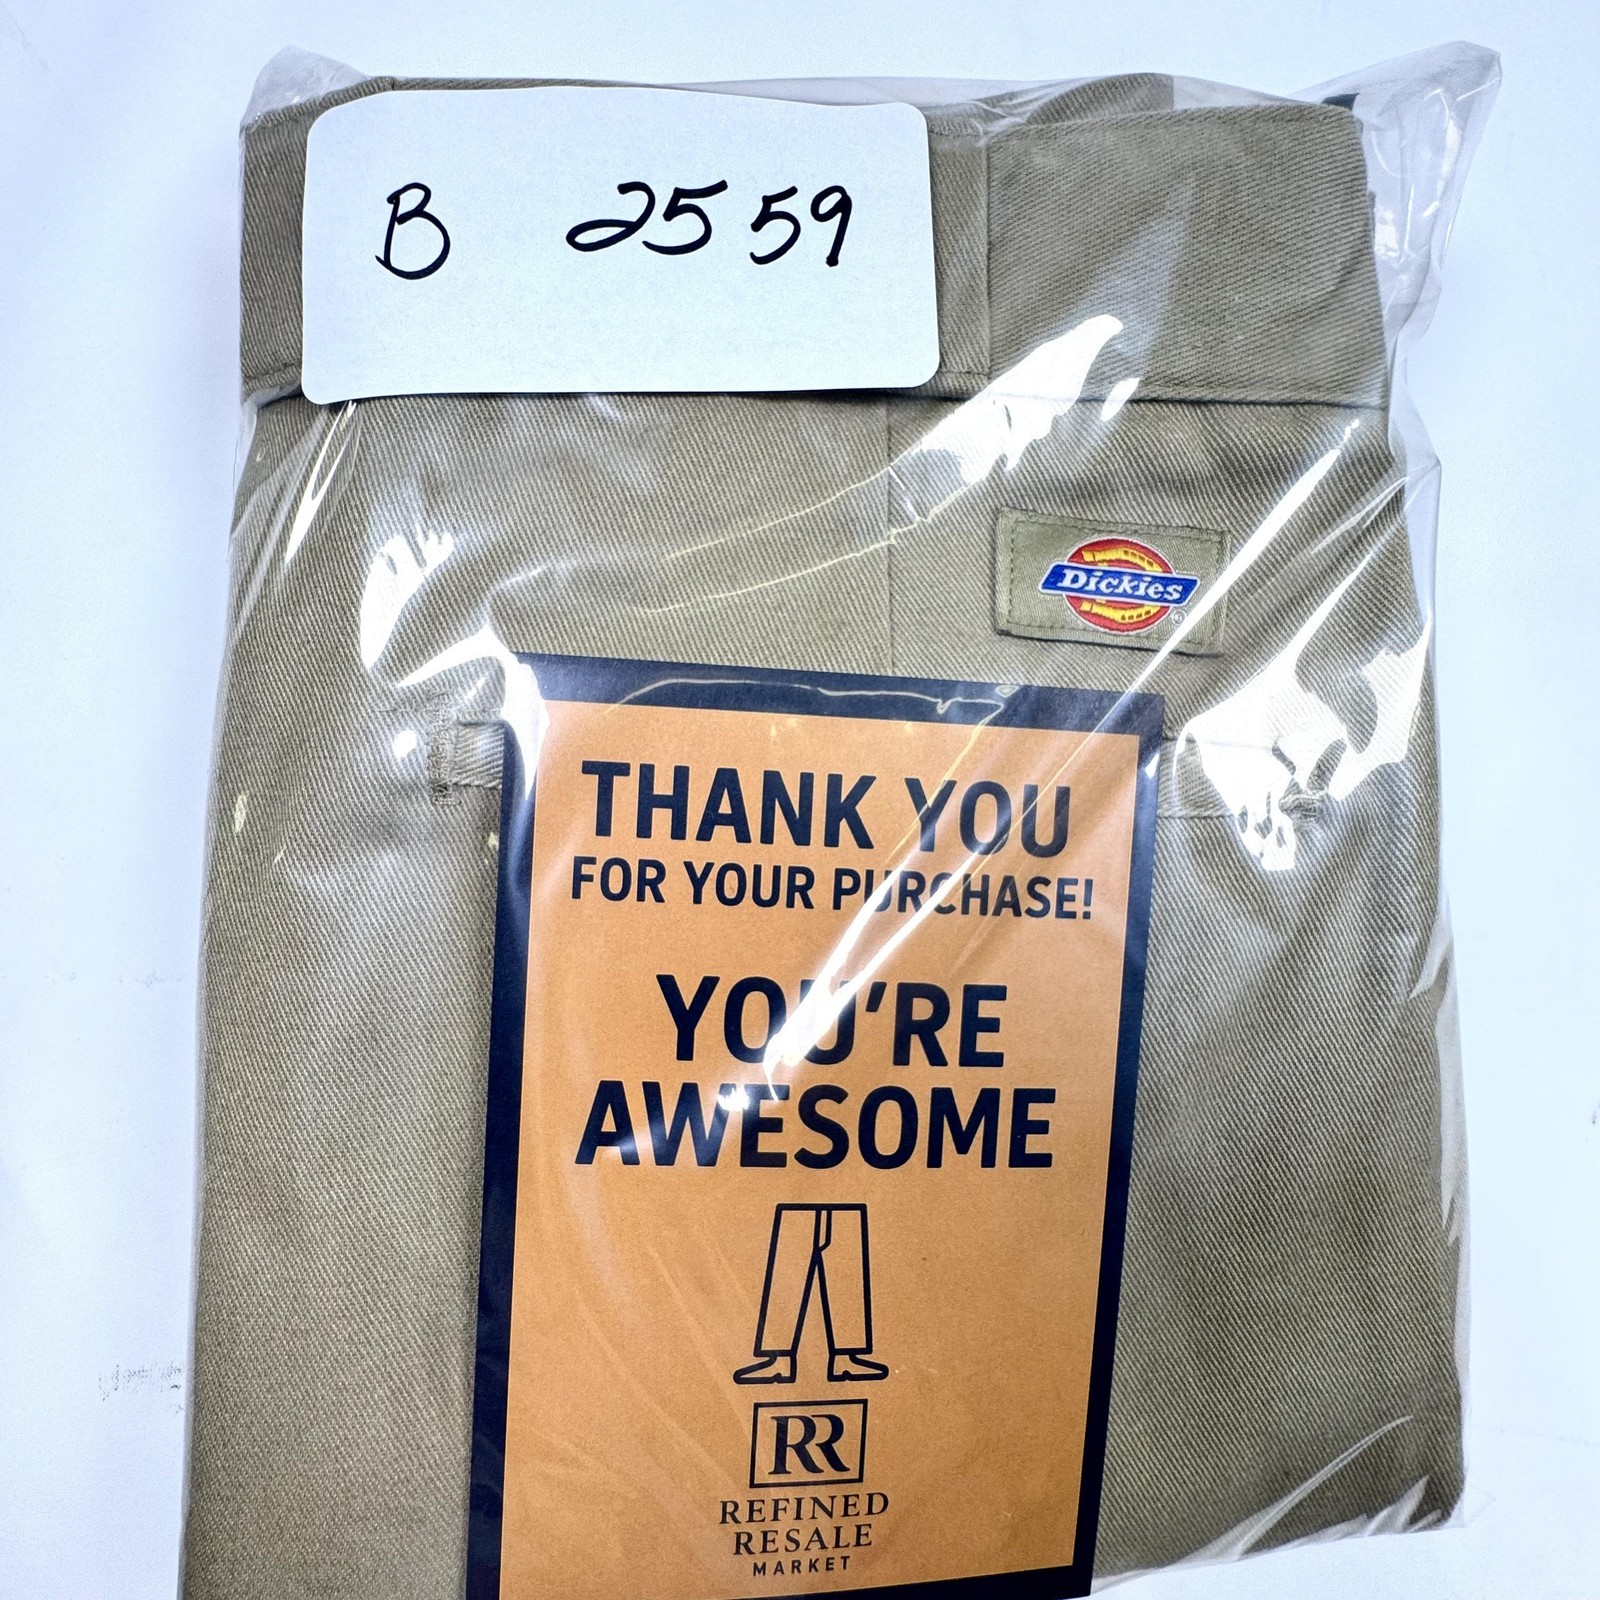 B 2559
Dickies
THANK YOU
FOR YOUR PURCHASE!
YOU'RE
AWESOME
RR
REFINED
RESALE
MARKET